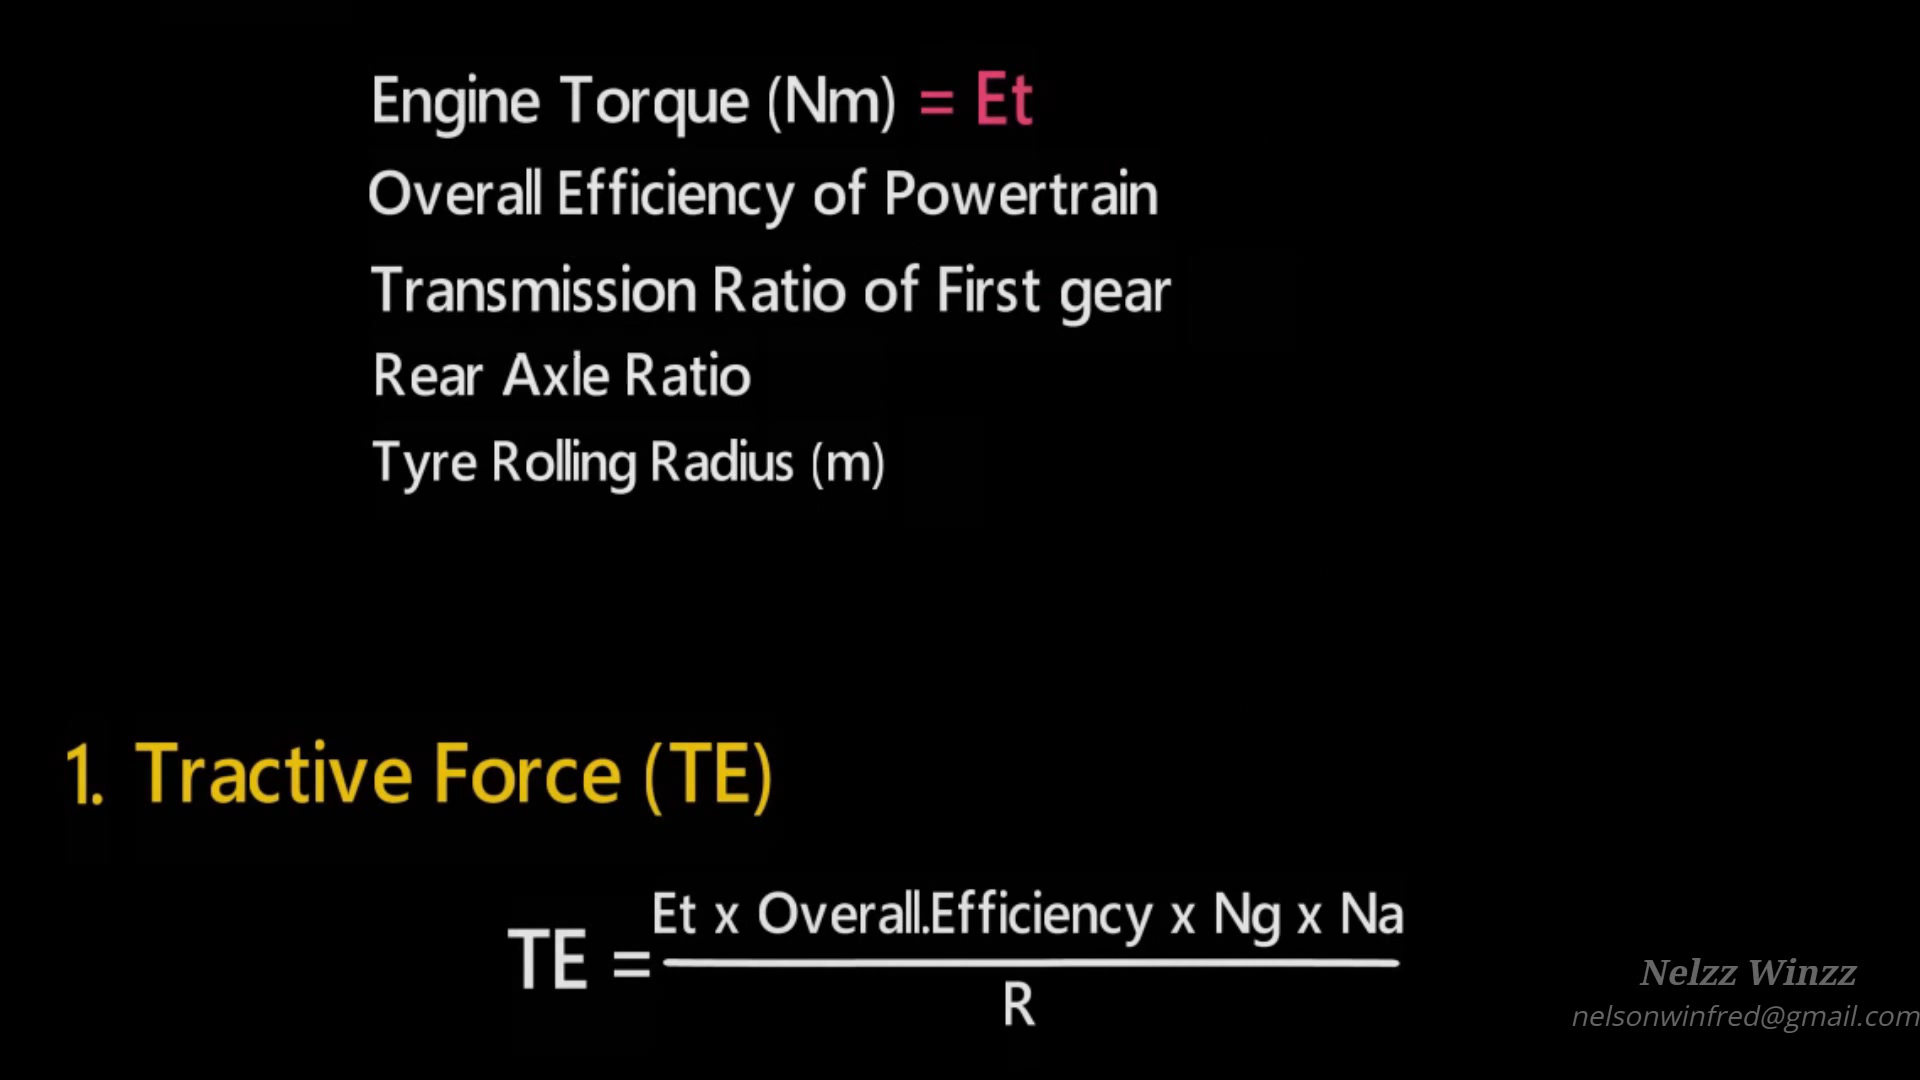 Engine Torque (Nm) = Et
Overall Efficiency of Powertrain
Transmission Ratio of First gear
Rear Axle Ratio
Tyre Rolling Radius (m)
1. Tractive Force (TE)
Et x Overall.Efficiency x Ng x Na
TE =
R
Nelzz Winzz
nelsonwinfred@gmail.com